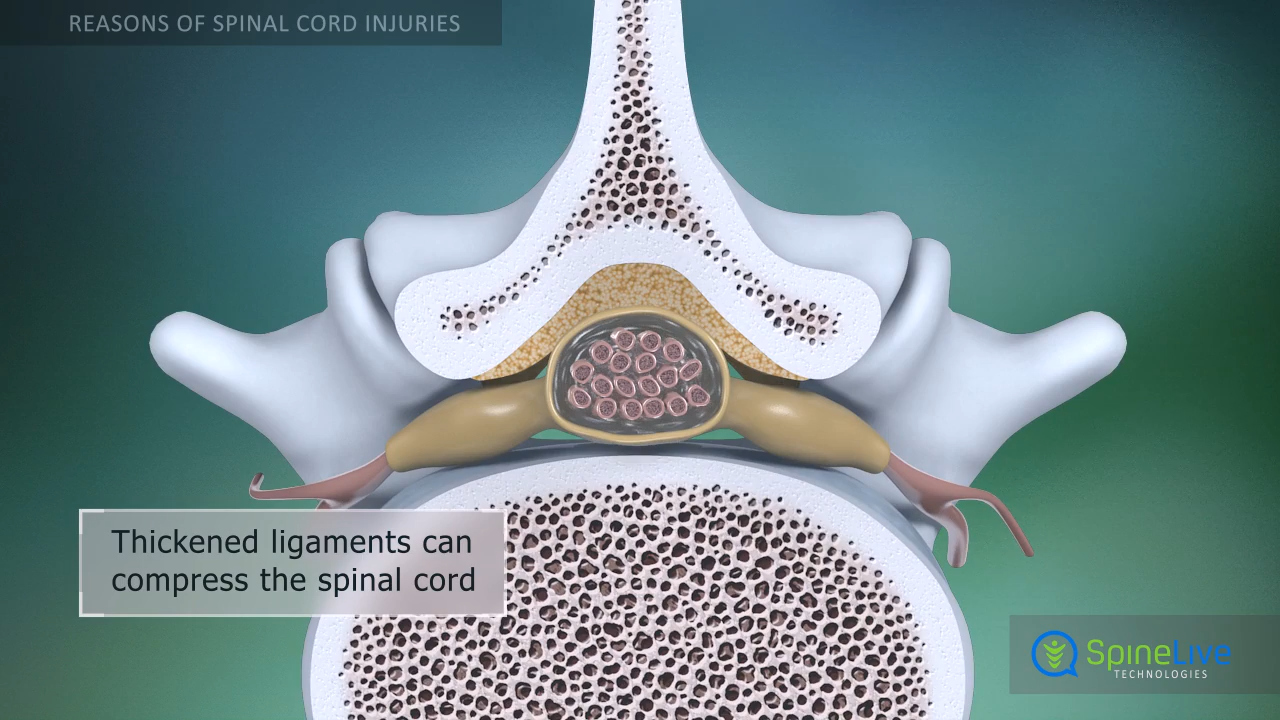 REASONS OF SPINAL CORD INJURIES
Thickened ligaments can
compress the spinal cord
SpineLive
TECHNOLOGIES